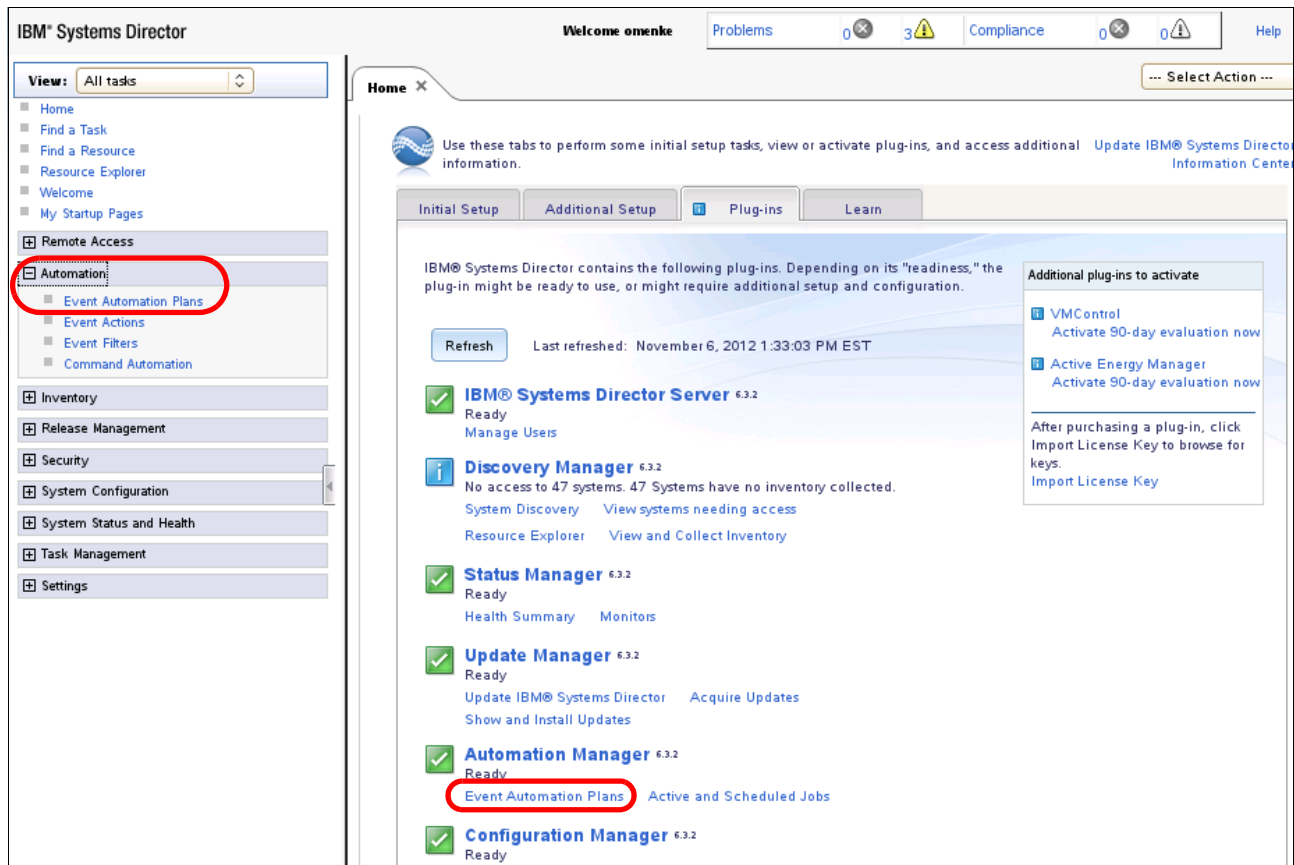 IBM® Systems Director
Welcome omenke
Problems 0 3 Compliance 0 0 Help
View: All tasks
Home
Find a Task
Find a Resource
Resource Explorer
Welcome
My Startup Pages
Remote Access
Automation
Event Automation Plans
Event Actions
Event Filters
Command Automation
Inventory
Release Management
Security
System Configuration
System Status and Health
Task Management
Settings
Home
--- Select Action ---
Use these tabs to perform some initial setup tasks, view or activate plug-ins, and access additional
information.
Update IBM® Systems Director
Information Cente
Initial Setup Additional Setup Plug-ins Learn
IBM® Systems Director contains the following plug-ins. Depending on its "readiness," the
plug-in might be ready to use, or might require additional setup and configuration.
Refresh Last refreshed: November 6, 2012 1:33:03 PM EST
IBM® Systems Director Server 6.3.2
Ready
Manage Users
Discovery Manager 6.3.2
No access to 47 systems. 47 Systems have no inventory collected.
System Discovery View systems needing access
Resource Explorer View and Collect Inventory
Status Manager 6.3.2
Ready
Health Summary Monitors
Update Manager 6.3.2
Ready
Update IBM® Systems Director Acquire Updates
Show and Install Updates
Automation Manager 6.3.2
Ready
Event Automation Plans Active and Scheduled Jobs
Configuration Manager 6.3.2
Ready
Additional plug-ins to activate
VMControl
Activate 90-day evaluation now
Active Energy Manager
Activate 90-day evaluation now
After purchasing a plug-in, click
Import License Key to browse for
keys.
Import License Key